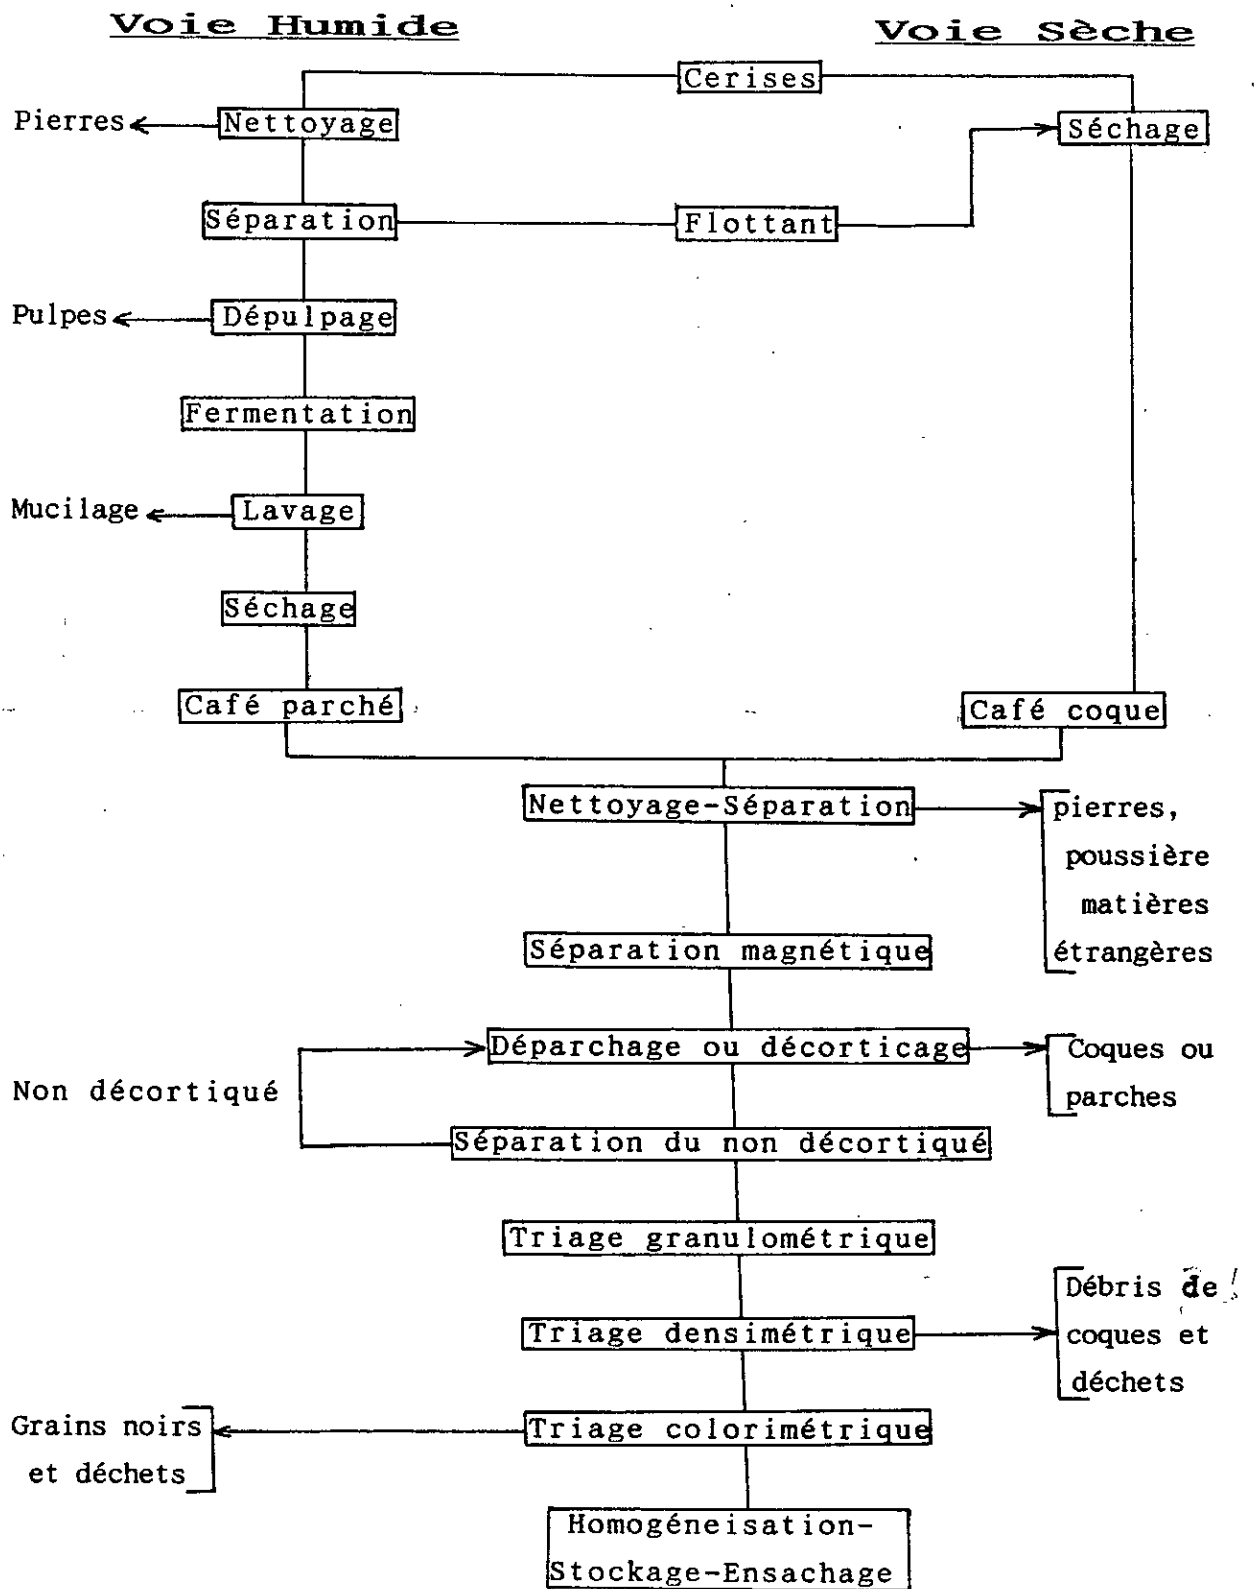 Voie Humide
Voie Sèche
Cerises
Pierres
Nettoyage
Séchage
Séparation
Flottant
Pulpes
Dépulpage
Fermentation
Mucilage
Lavage
Séchage
Café parché
Café coque
Nettoyage-Séparation
pierres,
poussière
matières
étrangères
Séparation magnétique
Déparchage ou décorticage
Coques ou
parches
Non décortiqué
Séparation du non décortiqué
Triage granulométrique
Triage densimétrique
Débris de
coques et
déchets
Grains noirs
et déchets
Triage colorimétrique
Homogéneisation-
Stockage-Ensachage